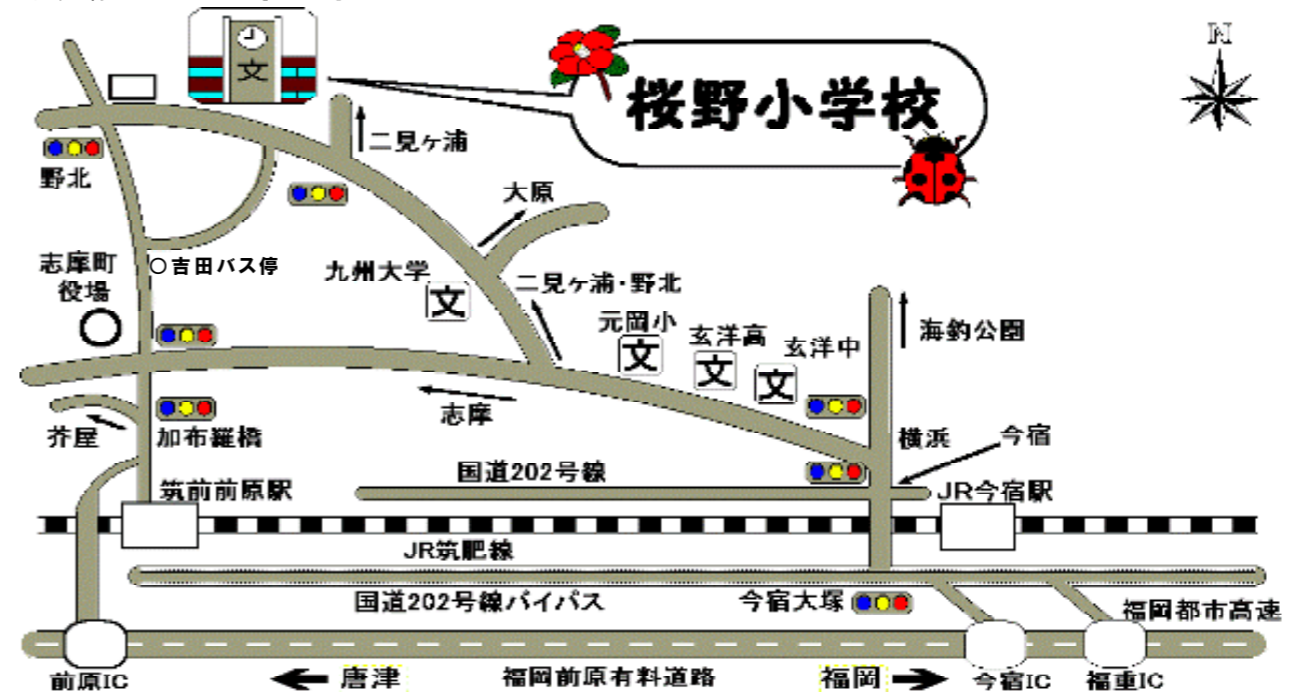 N
文
桜野小学校
二見ヶ浦
野北
大原
志摩町
役場
吉田バス停
九州大学
文
二見ヶ浦・野北
元岡小
文
玄洋高
文
玄洋中
文
海釣公園
志摩
芥屋
加布羅橋
横浜
今宿
国道202号線
筑前前原駅
JR今宿駅
JR筑肥線
国道202号線バイパス
今宿大塚
福岡都市高速
前原IC
唐津
福岡前原有料道路
福岡
今宿IC
福重IC